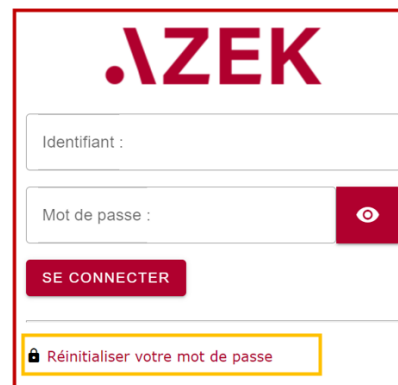 AZEK
Identifiant :
Mot de passe :
SE CONNECTER
Réinitialiser votre mot de passe